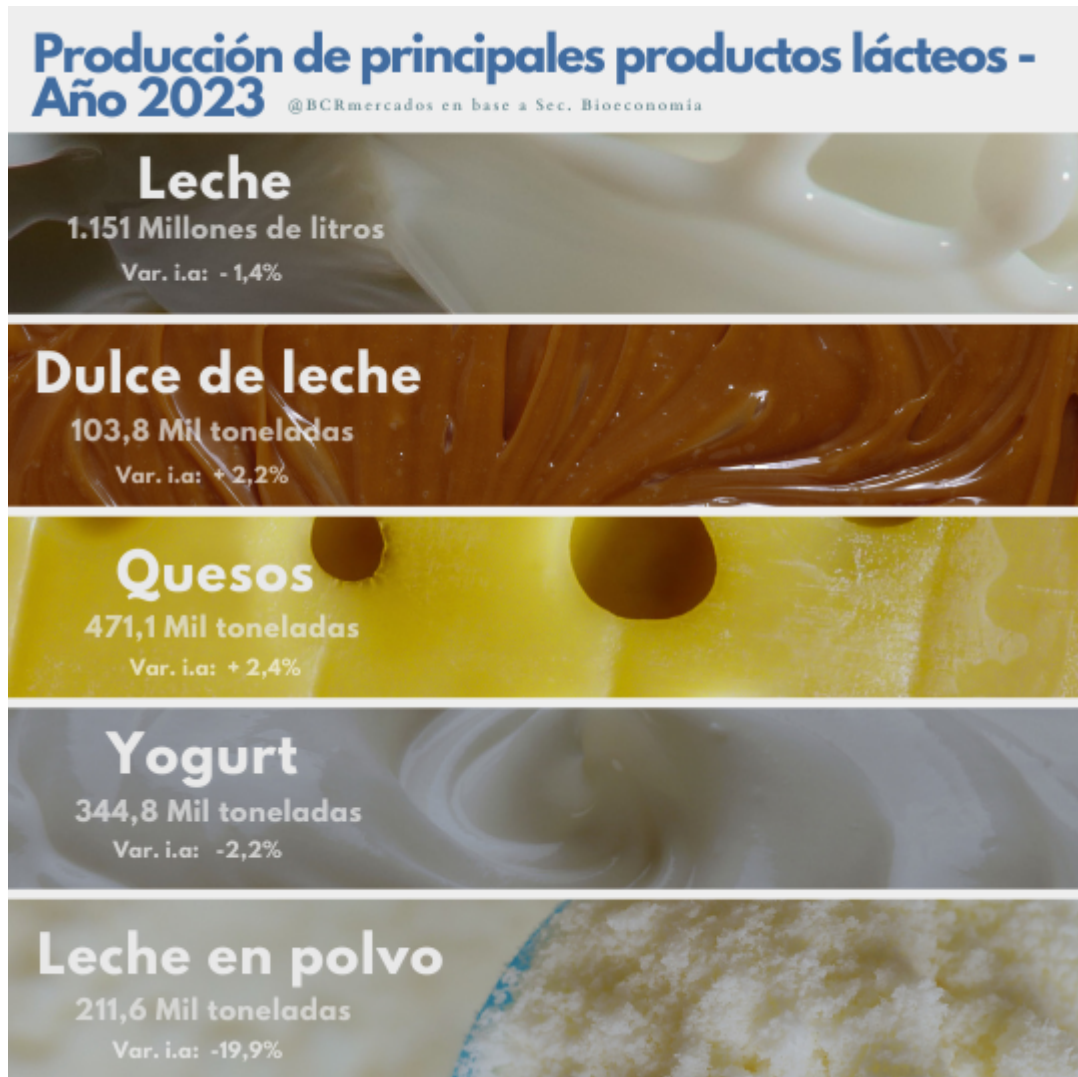 Producción de principales productos lácteos -
Año 2023 @BCRmercados en base a Sec. Bioeconomía
Leche
1.151 Millones de litros
Var. i.a: - 1,4%
Dulce de leche
103,8 Mil toneladas
Var. i.a: + 2,2%
Quesos
471,1 Mil toneladas
Var. i.a: + 2,4%
Yogurt
344,8 Mil toneladas
Var. i.a: -2,2%
Leche en polvo
211,6 Mil toneladas
Var. i.a: -19,9%